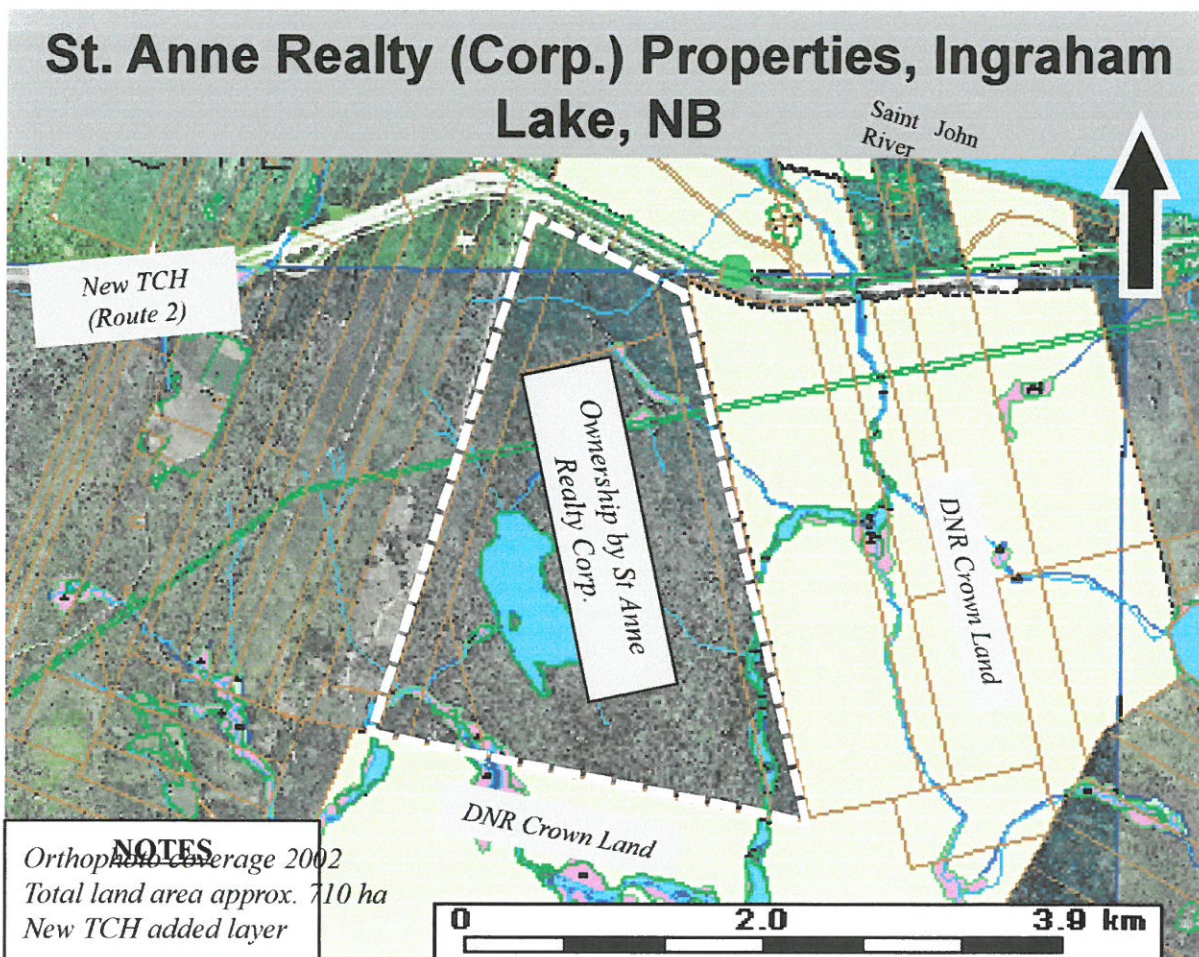 St. Anne Realty (Corp.) Properties, Ingraham
Lake, NB
Saint John
River
New TCH
(Route 2)
Ownership by St Anne
Realty Corp.
DNR Crown Land
DNR Crown Land
NOTES
Orthophoto coverage 2002
Total land area approx. 710 ha
New TCH added layer
0 2.0 3.9 km